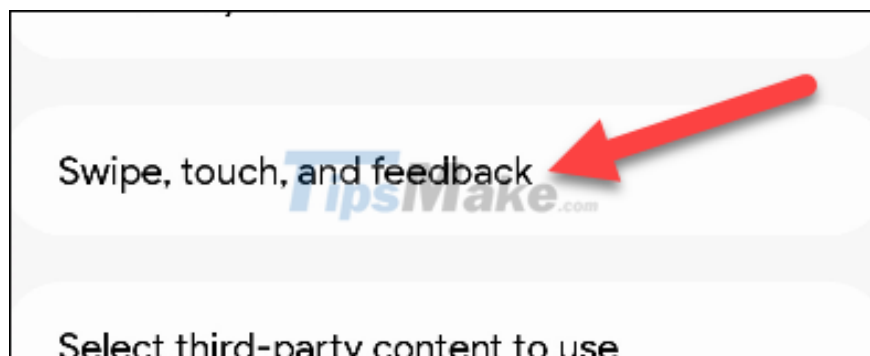 Swipe, touch, and feedback
TipsMake.com
Select third-party content to use